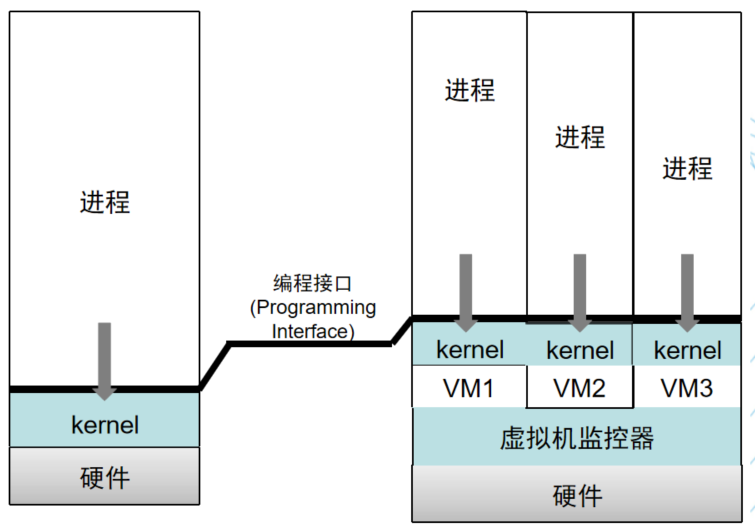 进程
kernel
硬件
编程接口
(Programming
Interface)
进程
进程
进程
kernel
kernel
kernel
VM1
VM2
VM3
虚拟机监控器
硬件